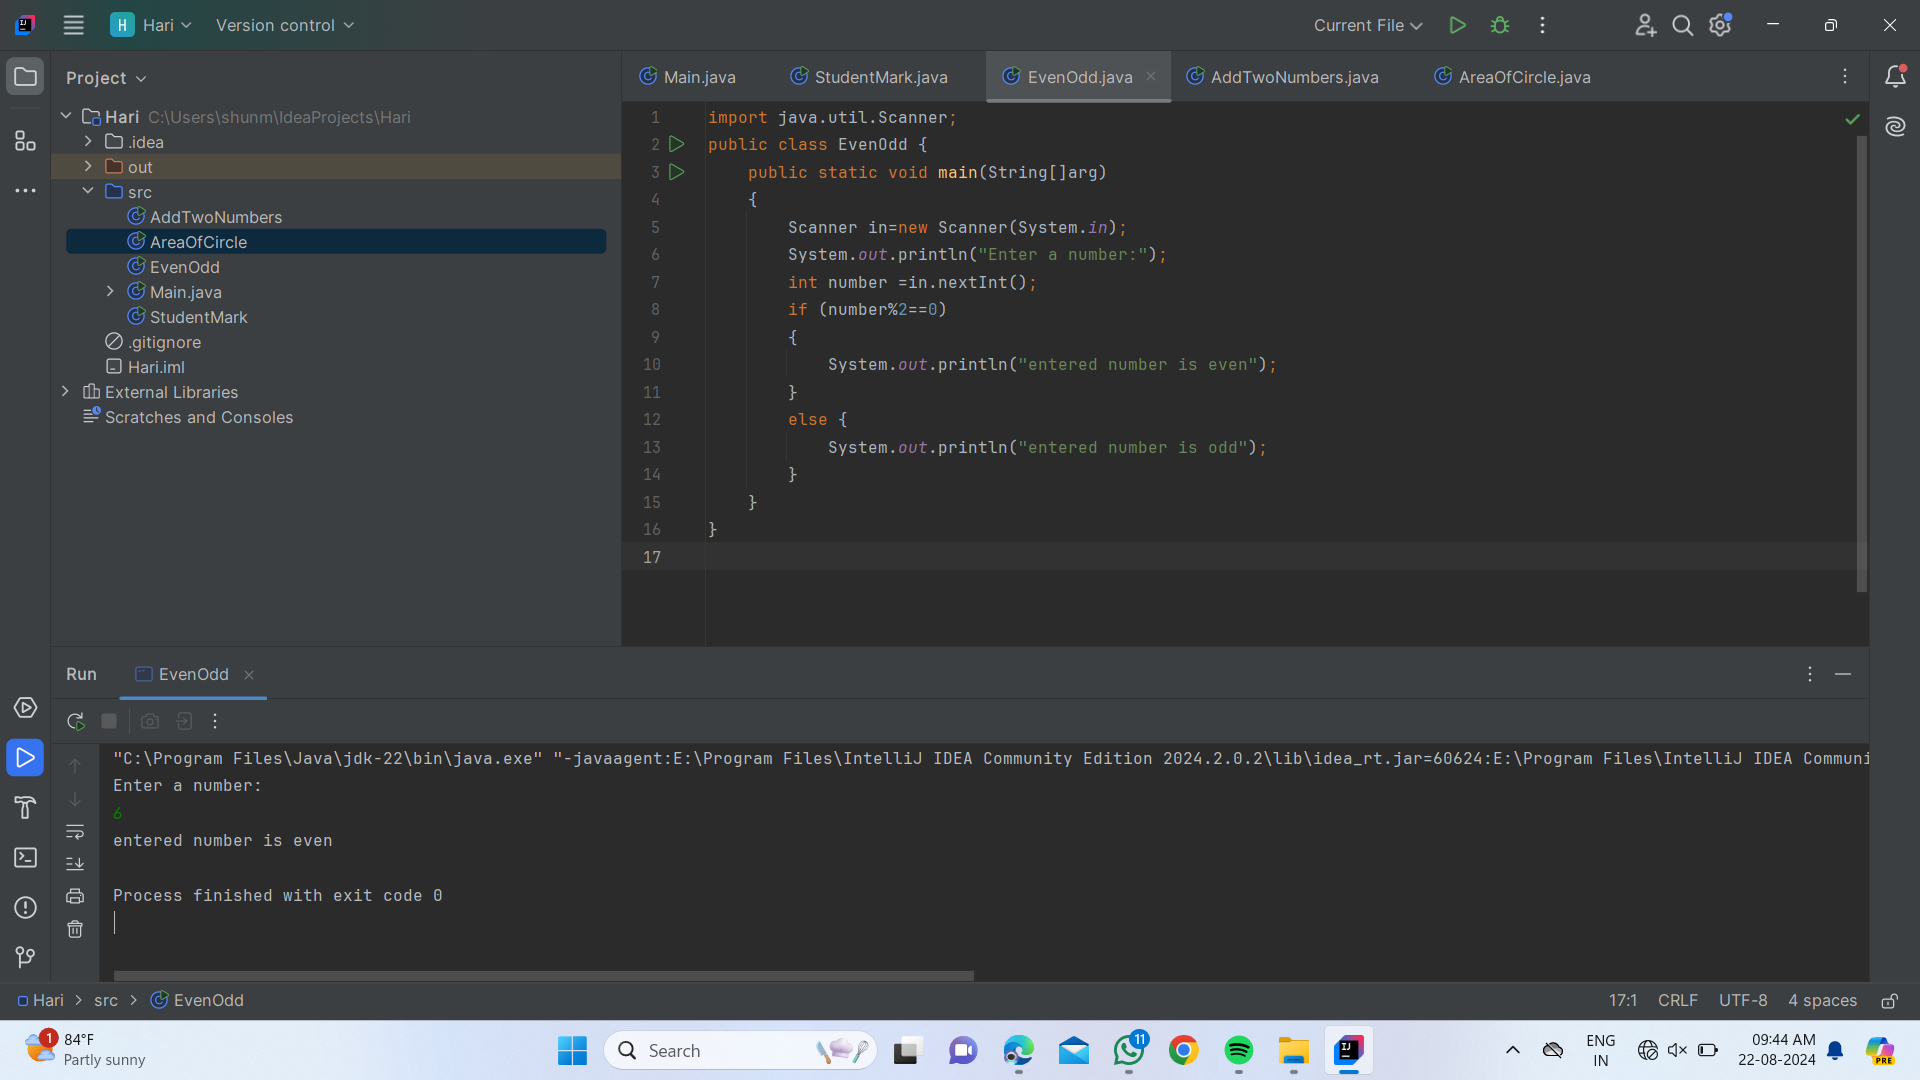 H Hari Version control Current File
Project
Main.java StudentMark.java EvenOdd.java AddTwoNumbers.java AreaOfCircle.java
Hari C:\Users\shunm\IdeaProjects\Hari
.idea
out
src
AddTwoNumbers
AreaOfCircle
EvenOdd
Main.java
StudentMark
.gitignore
Hari.iml
External Libraries
Scratches and Consoles
1 import java.util.Scanner;
2 public class EvenOdd {
3 public static void main(String[]arg)
4 {
5 Scanner in=new Scanner(System.in);
6 System.out.println("Enter a number:");
7 int number =in.nextInt();
8 if (number%2==0)
9 {
10 System.out.println("entered number is even");
11 }
12 else {
13 System.out.println("entered number is odd");
14 }
15 }
16 }
17
Run EvenOdd
"C:\Program Files\Java\jdk-22\bin\java.exe" "-javaagent:E:\Program Files\IntelliJ IDEA Community Edition 2024.2.0.2\lib\idea_rt.jar=60624:E:\Program Files\IntelliJ IDEA Communi
Enter a number:
6
entered number is even
Process finished with exit code 0
Hari > src > EvenOdd 17:1 CRLF UTF-8 4 spaces
1 84°F
Partly sunny
Search
11
ENG
IN
09:44 AM
22-08-2024
PRE